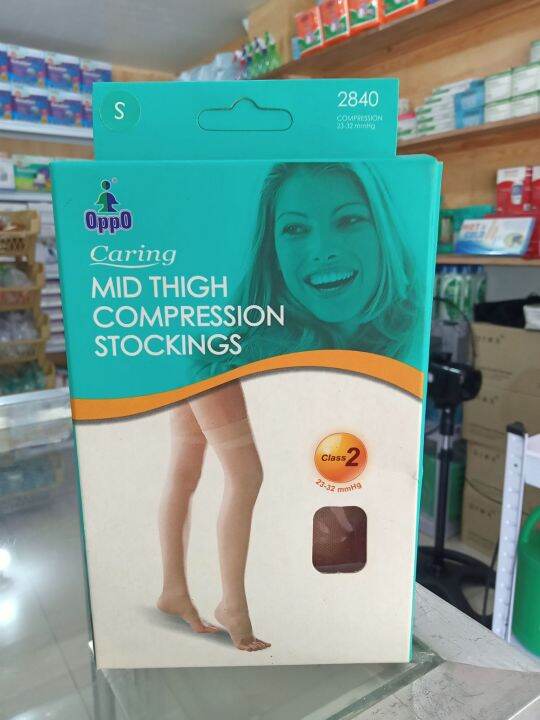 S
2840
COMPRESSION
23-32 mmHg
OppO
Caring
MID THIGH
COMPRESSION
STOCKINGS
Class 2
23-32 mmHg